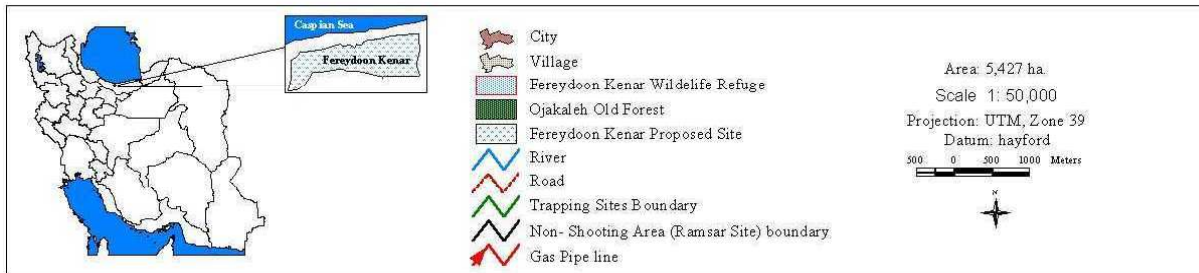 Caspian Sea
Fereydoon Kenar
City
Village
Fereydoon Kenar Wildelife Refuge
Ojakaleh Old Forest
Fereydoon Kenar Proposed Site
River
Road
Trapping Sites Boundary
Non- Shooting Area (Ramsar Site) boundary
Gas Pipe line
Area: 5,427 ha.
Scale 1: 50,000
Projection: UTM, Zone 39
Datum: hayford
500 0 500 1000 Meters
N